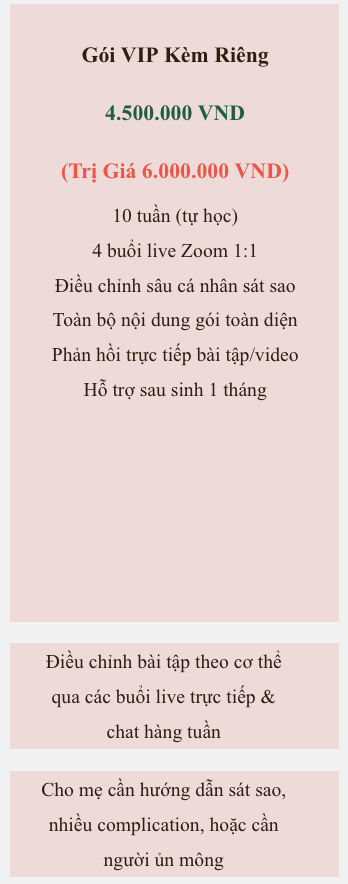 Gói VIP Kèm Riêng
4.500.000 VND
(Trị Giá 6.000.000 VND)
10 tuần (tự học)
4 buổi live Zoom 1:1
Điều chỉnh sâu cá nhân sát sao
Toàn bộ nội dung gói toàn diện
Phản hồi trực tiếp bài tập/video
Hỗ trợ sau sinh 1 tháng
Điều chỉnh bài tập theo cơ thể
qua các buổi live trực tiếp &
chat hàng tuần
Cho mẹ cần hướng dẫn sát sao,
nhiều complication, hoặc cần
người ủn mông